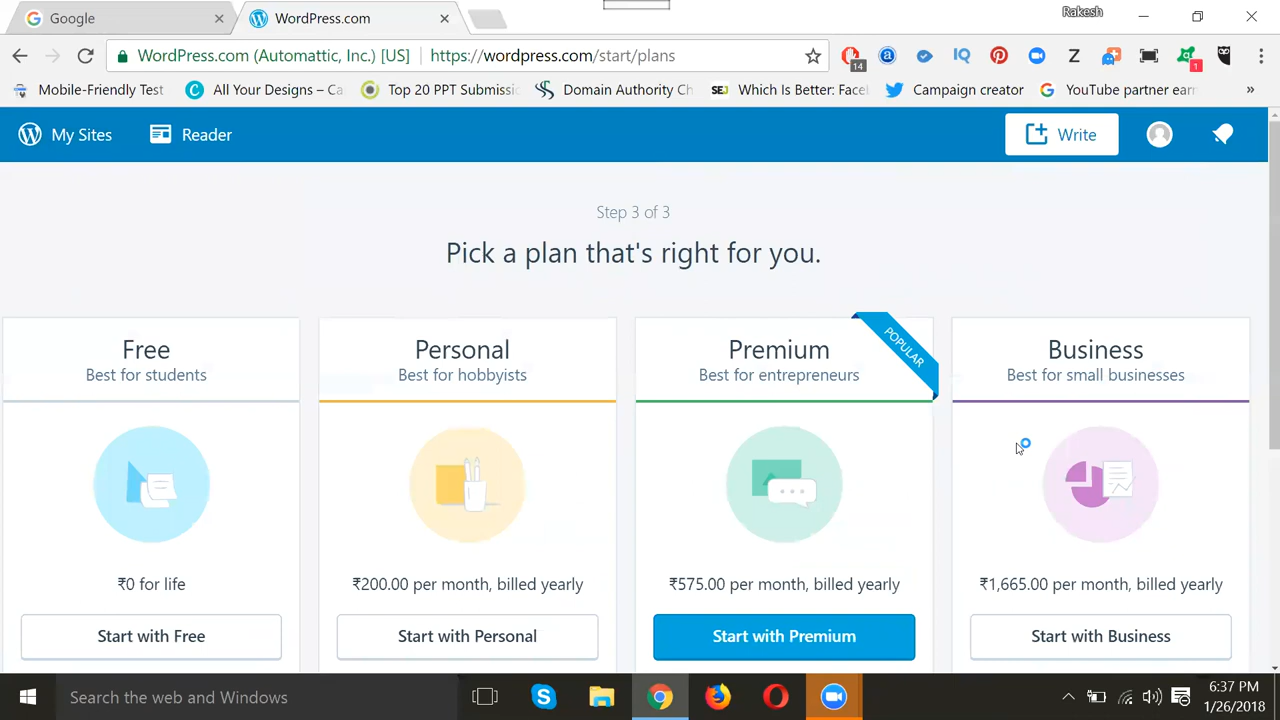 Google
WordPress.com
Rakesh
WordPress.com (Automattic, Inc.) [US]
https://wordpress.com/start/plans
14
1
Mobile-Friendly Test
All Your Designs – Ca
Top 20 PPT Submissi
Domain Authority Ch
SEJ
Which Is Better: Facel
Campaign creator
YouTube partner earn
»
My Sites
Reader
Write
Step 3 of 3
Pick a plan that's right for you.
Free
Best for students
Personal
Best for hobbyists
Premium
Best for entrepreneurs
POPULAR
Business
Best for small businesses
₹0 for life
₹200.00 per month, billed yearly
₹575.00 per month, billed yearly
₹1,665.00 per month, billed yearly
Start with Free
Start with Personal
Start with Premium
Start with Business
Search the web and Windows
6:37 PM
1/26/2018